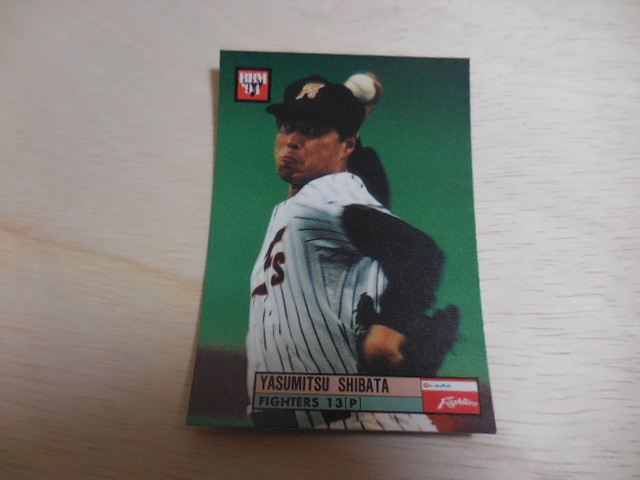 BBM
'94
YASUMITSU SHIBATA
FIGHTERS 13[P]
Fighters